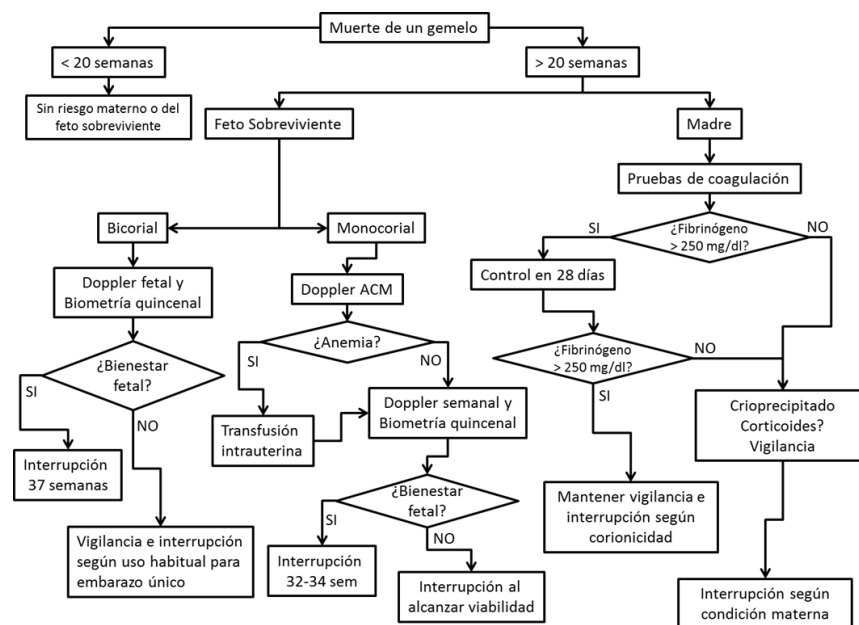 Muerte de un gemelo
< 20 semanas
> 20 semanas
Sin riesgo materno o del
feto sobreviviente
Feto Sobreviviente
Madre
Pruebas de coagulación
Bicorial
Monocorial
SI
¿Fibrinógeno
> 250 mg/dl?
NO
Control en 28 días
Doppler fetal y
Biometría quincenal
Doppler ACM
¿Anemia?
SI
NO
¿Fibrinógeno
> 250 mg/dl?
NO
SI
¿Bienestar
fetal?
SI
NO
Transfusión
intrauterina
Doppler semanal y
Biometría quincenal
Crioprecipitado
Corticoides?
Vigilancia
Interrupción
37 semanas
¿Bienestar
fetal?
SI
NO
Mantener vigilancia e
interrupción según
corionicidad
Vigilancia e interrupción
según uso habitual para
embarazo único
Interrupción
32-34 sem
Interrupción al
alcanzar viabilidad
Interrupción según
condición materna